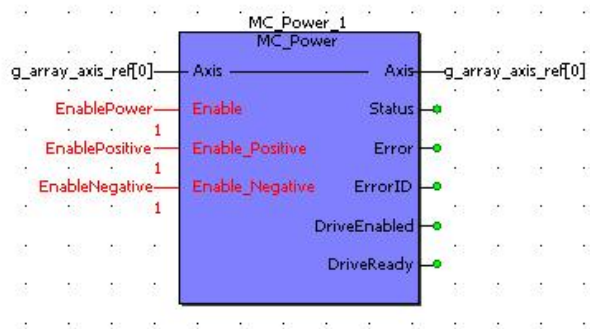 MC_Power_1
MC_Power
g_array_axis_ref[0] Axis Axis g_array_axis_ref[0]
EnablePower Enable Status
1
EnablePositive Enable_Positive Error
1
EnableNegative Enable_Negative ErrorID
1
DriveEnabled
DriveReady